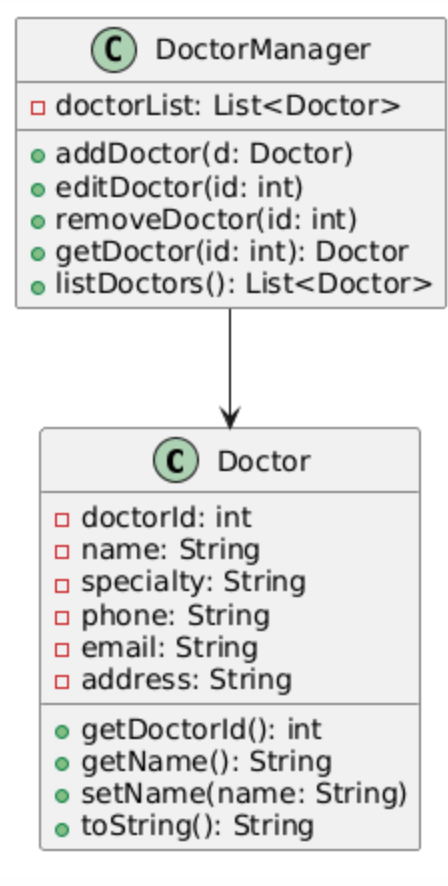 C DoctorManager
doctorList: List<Doctor>
addDoctor(d: Doctor)
editDoctor(id: int)
removeDoctor(id: int)
getDoctor(id: int): Doctor
listDoctors(): List<Doctor>
C Doctor
doctorId: int
name: String
specialty: String
phone: String
email: String
address: String
getDoctorId(): int
getName(): String
setName(name: String)
toString(): String